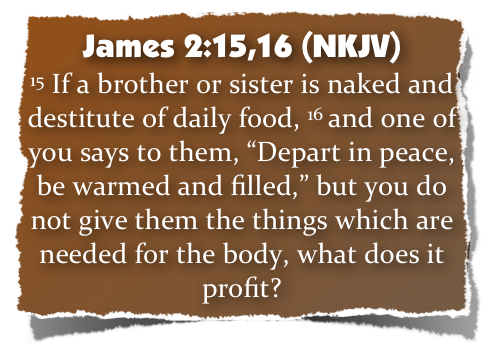 James 2:15,16 (NKJV)
15 If a brother or sister is naked and
destitute of daily food, 16 and one of
you says to them, “Depart in peace,
be warmed and filled,” but you do
not give them the things which are
needed for the body, what does it
profit?